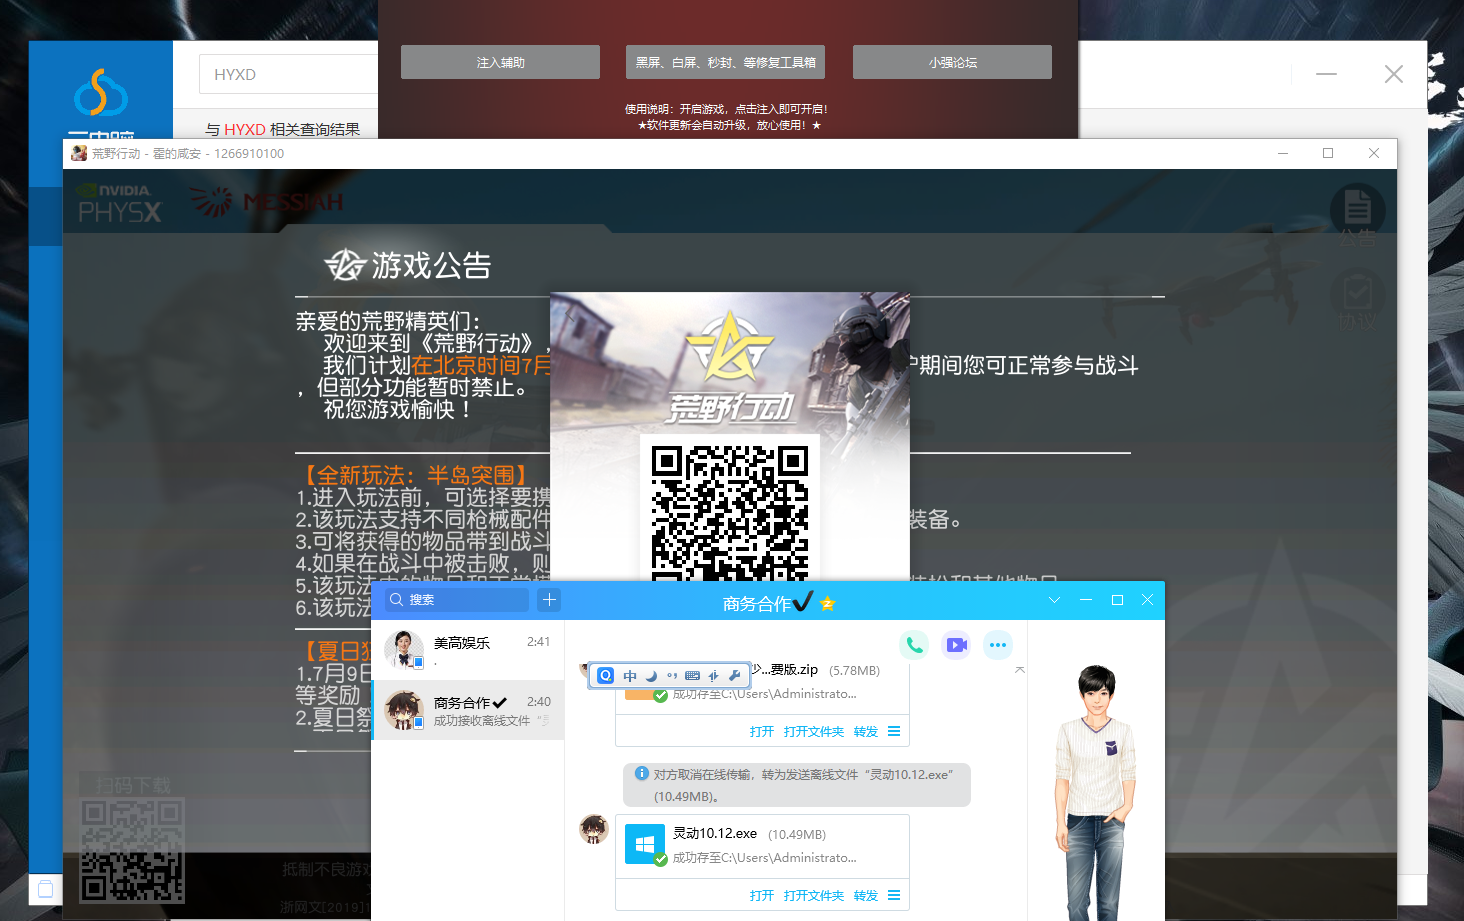 HYXD
与 HYXD 相关查询结果
注入辅助
黑屏、白屏、秒封、等修复工具箱
小强论坛
使用说明：开启游戏，点击注入即可开启！
★软件更新会自动升级，放心使用！★
荒野行动 - 霍的咸安 - 1266910100
NVIDIA.
PHYSX
MESSIAH
公告
协议
游戏公告
亲爱的荒野精英们：
欢迎来到《荒野行动》，
我们计划在北京时间7月
户期间您可正常参与战斗
，但部分功能暂时禁止。
祝您游戏愉快！
荒野行动
【全新玩法：半岛突围】
1.进入玩法前，可选择要携
2.该玩法支持不同枪械配件
装备。
3.可将获得的物品带到战斗
4.如果在战斗中被击败，则
5.该玩法
6.该玩法
【夏日
1.7月9日
等奖励
2.夏日祭
扫码下载
抵制不良游戏
浙网文[2019]1
搜索
商务合作✔
美高娱乐
2:41
.
商务合作✔
2:40
成功接收离线文件“灵
中
少...费版.zip (5.78MB)
成功存至C:\Users\Administrato...
打开 打开文件夹 转发
对方取消在线传输，转为发送离线文件“灵动10.12.exe”
(10.49MB)。
灵动10.12.exe (10.49MB)
成功存至C:\Users\Administrato...
打开 打开文件夹 转发